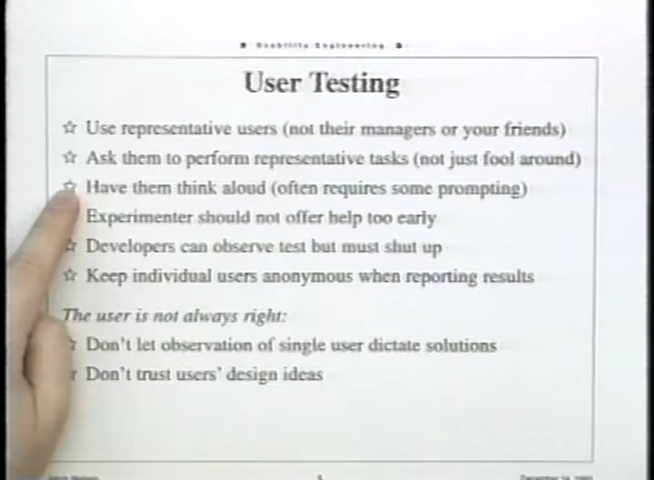 Usability Engineering
User Testing
☆ Use representative users (not their managers or your friends)
☆ Ask them to perform representative tasks (not just fool around)
☆ Have them think aloud (often requires some prompting)
Experimenter should not offer help too early
☆ Developers can observe test but must shut up
☆ Keep individual users anonymous when reporting results
The user is not always right:
☆ Don't let observation of single user dictate solutions
☆ Don't trust users' design ideas